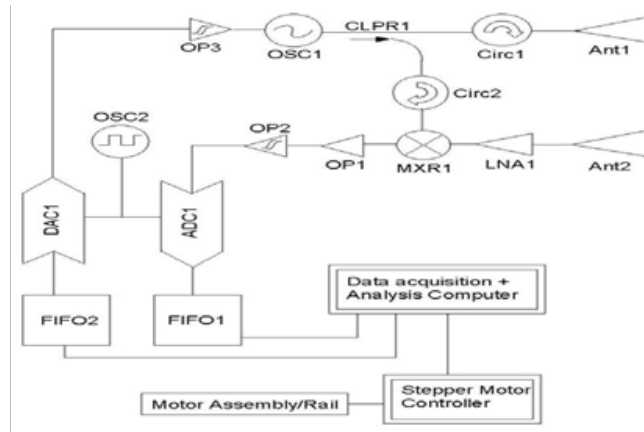 CLPR1
OP3
OSC1
Circ1
Ant1
OSC2
Circ2
OP2
OP1
MXR1
LNA1
Ant2
DAC1
ADC1
Data acquisition +
Analysis Computer
FIFO2
FIFO1
Stepper Motor
Controller
Motor Assembly/Rail